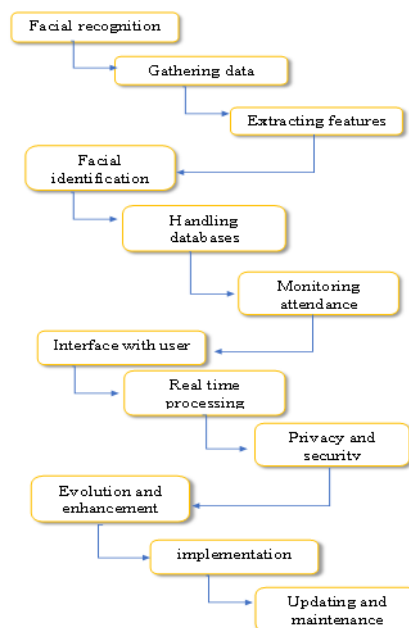 Facial recognition
Gathering data
Extracting features
Facial
identification
Handling
databases
Monitoring
attendance
Interface with user
Real time
processing
Privacy and
security
Evolution and
enhancement
implementation
Updating and
maintenance